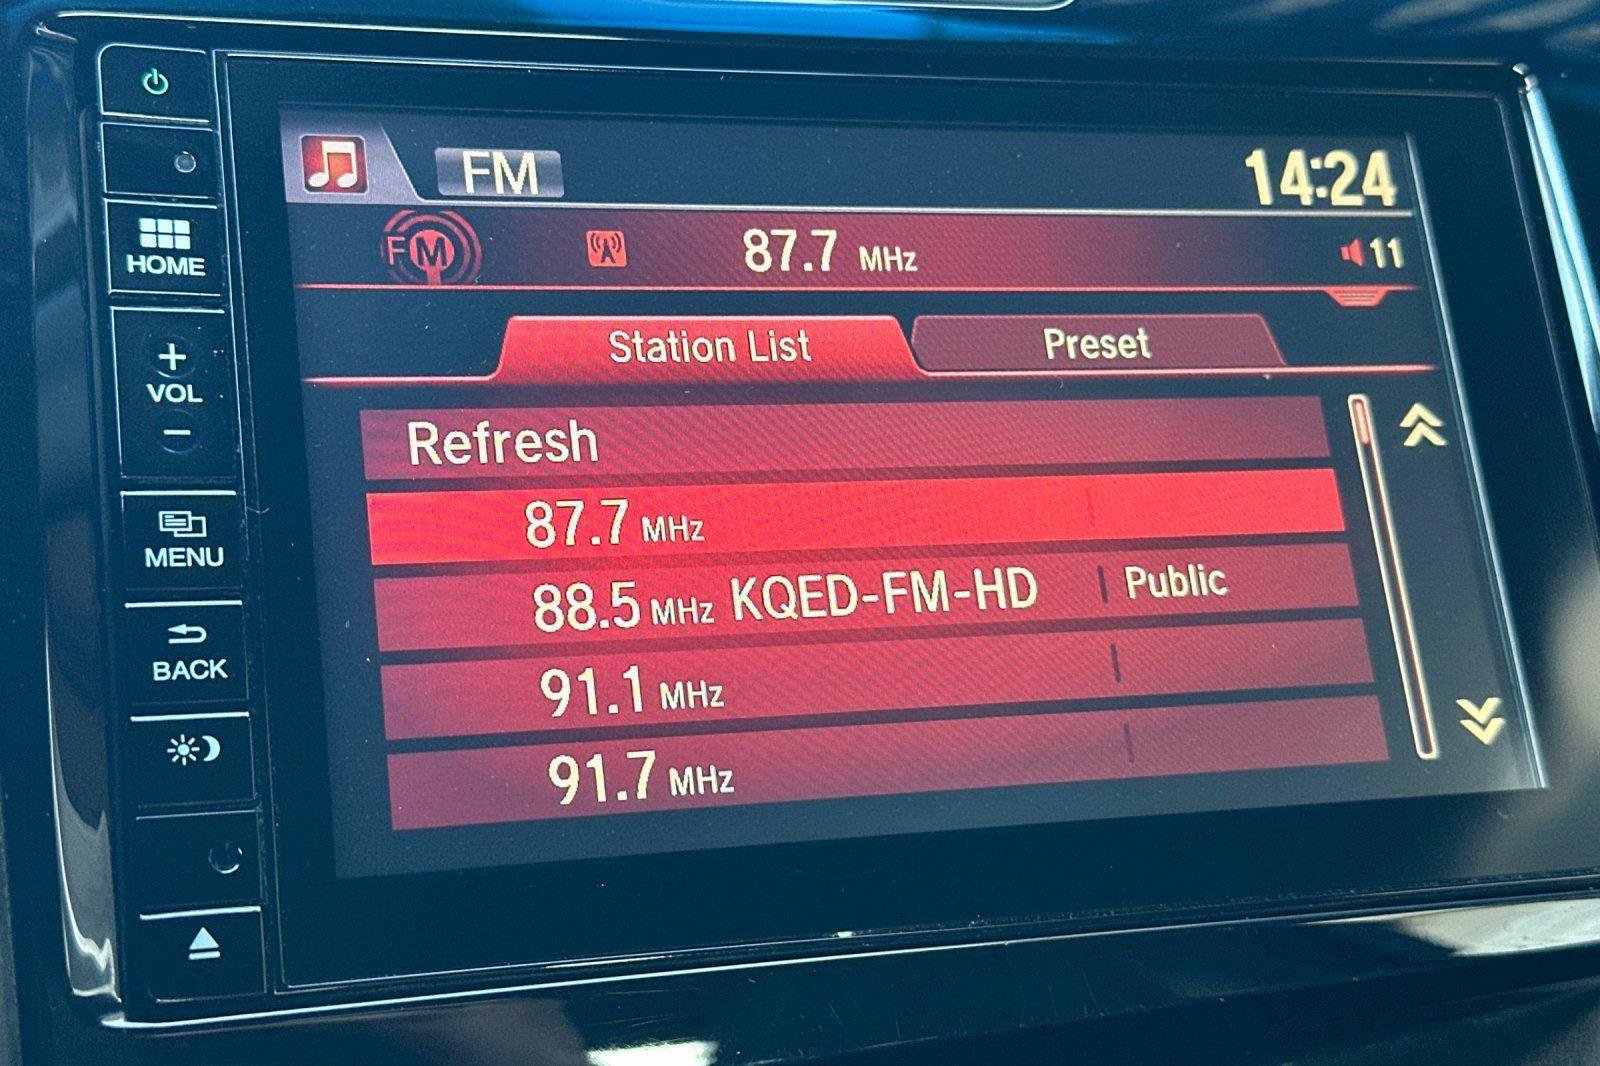 FM 14:24
FM 87.7 MHz 11
HOME
Station List Preset
+
VOL
-
Refresh
87.7 MHz
MENU
88.5 MHz KQED-FM-HD Public
BACK
91.1 MHz
91.7 MHz